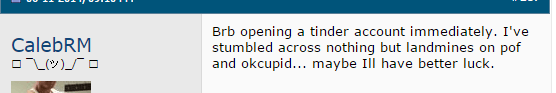 CalebRM
□ ¯\_(ツ)_/¯ □
Brb opening a tinder account immediately. I've
stumbled across nothing but landmines on pof
and okcupid... maybe Ill have better luck.